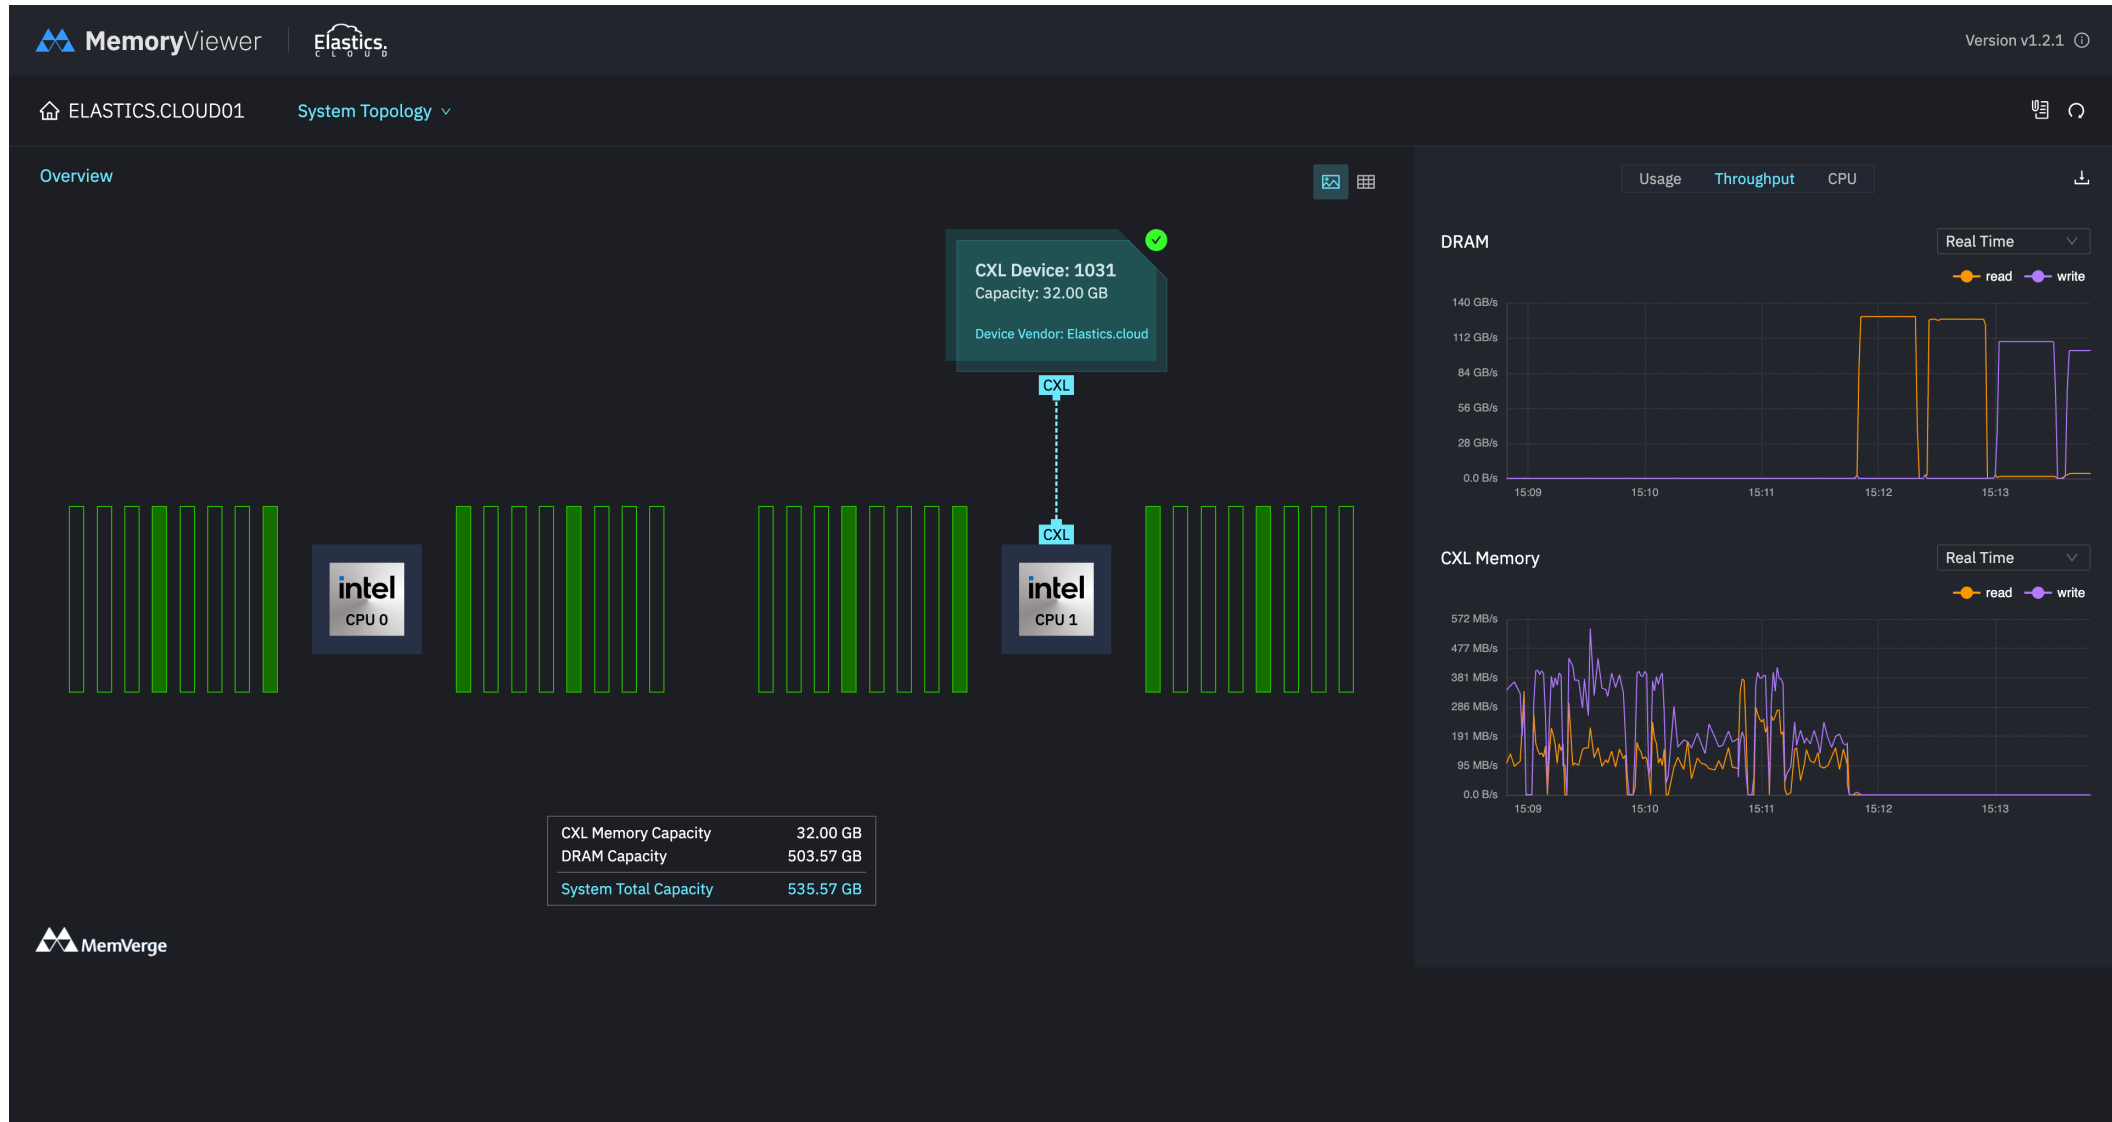 MemoryViewer
Elastics.
CLOUD
Version v1.2.1
ELASTICS.CLOUD01
System Topology
Overview
CXL Device: 1031
Capacity: 32.00 GB
Device Vendor: Elastics.cloud
CXL
CXL
intel
CPU 0
intel
CPU 1
CXL Memory Capacity 32.00 GB
DRAM Capacity 503.57 GB
System Total Capacity 535.57 GB
MemVerge
Usage Throughput CPU
DRAM
Real Time
read write
140 GB/s
112 GB/s
84 GB/s
56 GB/s
28 GB/s
0.0 B/s
15:09 15:10 15:11 15:12 15:13
CXL Memory
Real Time
read write
572 MB/s
477 MB/s
381 MB/s
286 MB/s
191 MB/s
95 MB/s
0.0 B/s
15:09 15:10 15:11 15:12 15:13